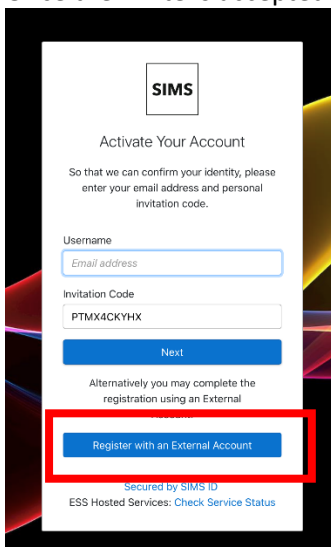 SIMS
Activate Your Account
So that we can confirm your identity, please
enter your email address and personal
invitation code.
Username
Email address
Invitation Code
PTMX4CKYHX
Next
Alternatively you may complete the
registration using an External
Register with an External Account
Secured by SIMS ID
ESS Hosted Services: Check Service Status